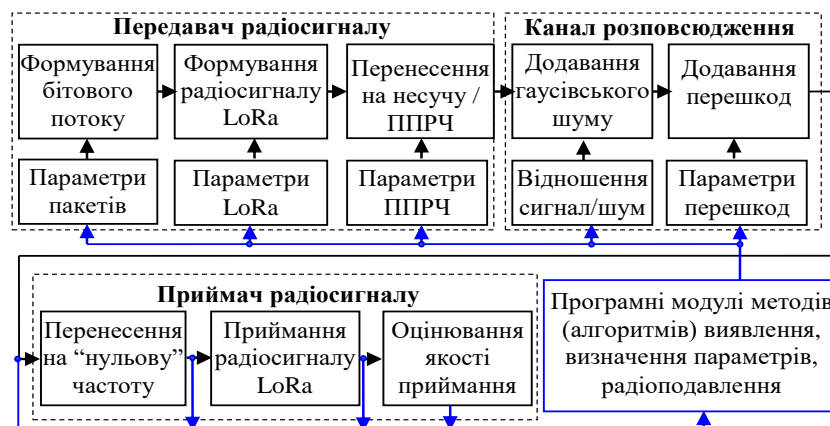 Передавач радіосигналу
Формування
бітового
потоку
Формування
радіосигналу
LoRa
Перенесення
на несучу /
ППРЧ
Параметри
пакетів
Параметри
LoRa
Параметри
ППРЧ
Канал розповсюдження
Додавання
гаусівського
шуму
Додавання
перешкод
Відношення
сигнал/шум
Параметри
перешкод
Приймач радіосигналу
Перенесення
на “нульову”
частоту
Приймання
радіосигналу
LoRa
Оцінювання
якості
приймання
Програмні модулі методів
(алгоритмів) виявлення,
визначення параметрів,
радіоподавлення